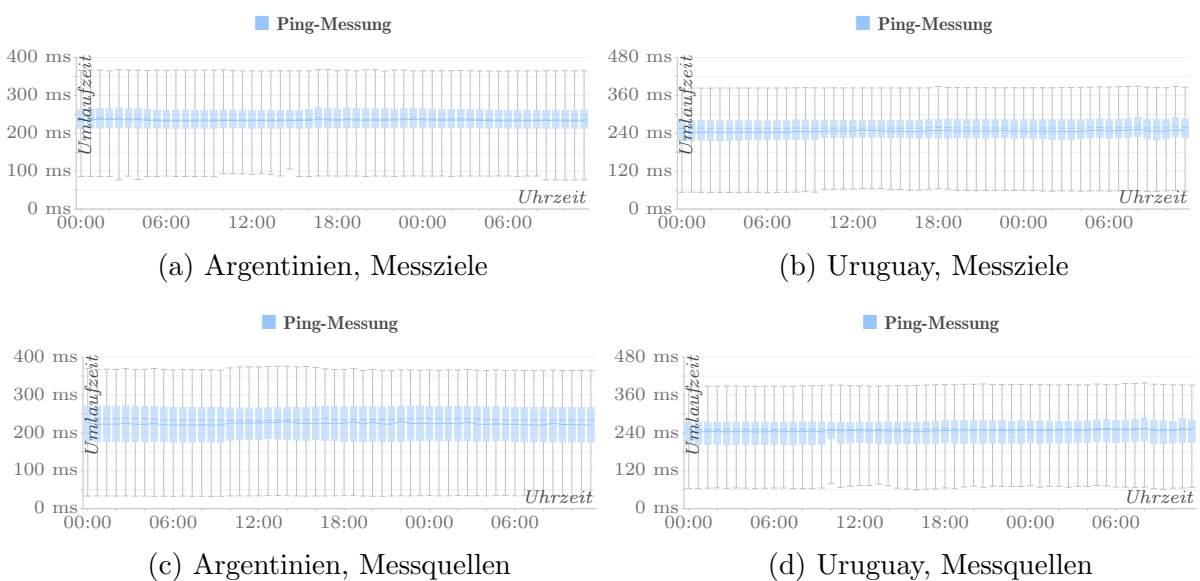 Ping-Messung
400 ms
300 ms
200 ms
100 ms
0 ms
Umlaufzeit
Uhrzeit
00:00 06:00 12:00 18:00 00:00 06:00
(a) Argentinien, Messziele
Ping-Messung
480 ms
360 ms
240 ms
120 ms
0 ms
Umlaufzeit
Uhrzeit
00:00 06:00 12:00 18:00 00:00 06:00
(b) Uruguay, Messziele
Ping-Messung
400 ms
300 ms
200 ms
100 ms
0 ms
Umlaufzeit
Uhrzeit
00:00 06:00 12:00 18:00 00:00 06:00
(c) Argentinien, Messquellen
Ping-Messung
480 ms
360 ms
240 ms
120 ms
0 ms
Umlaufzeit
Uhrzeit
00:00 06:00 12:00 18:00 00:00 06:00
(d) Uruguay, Messquellen